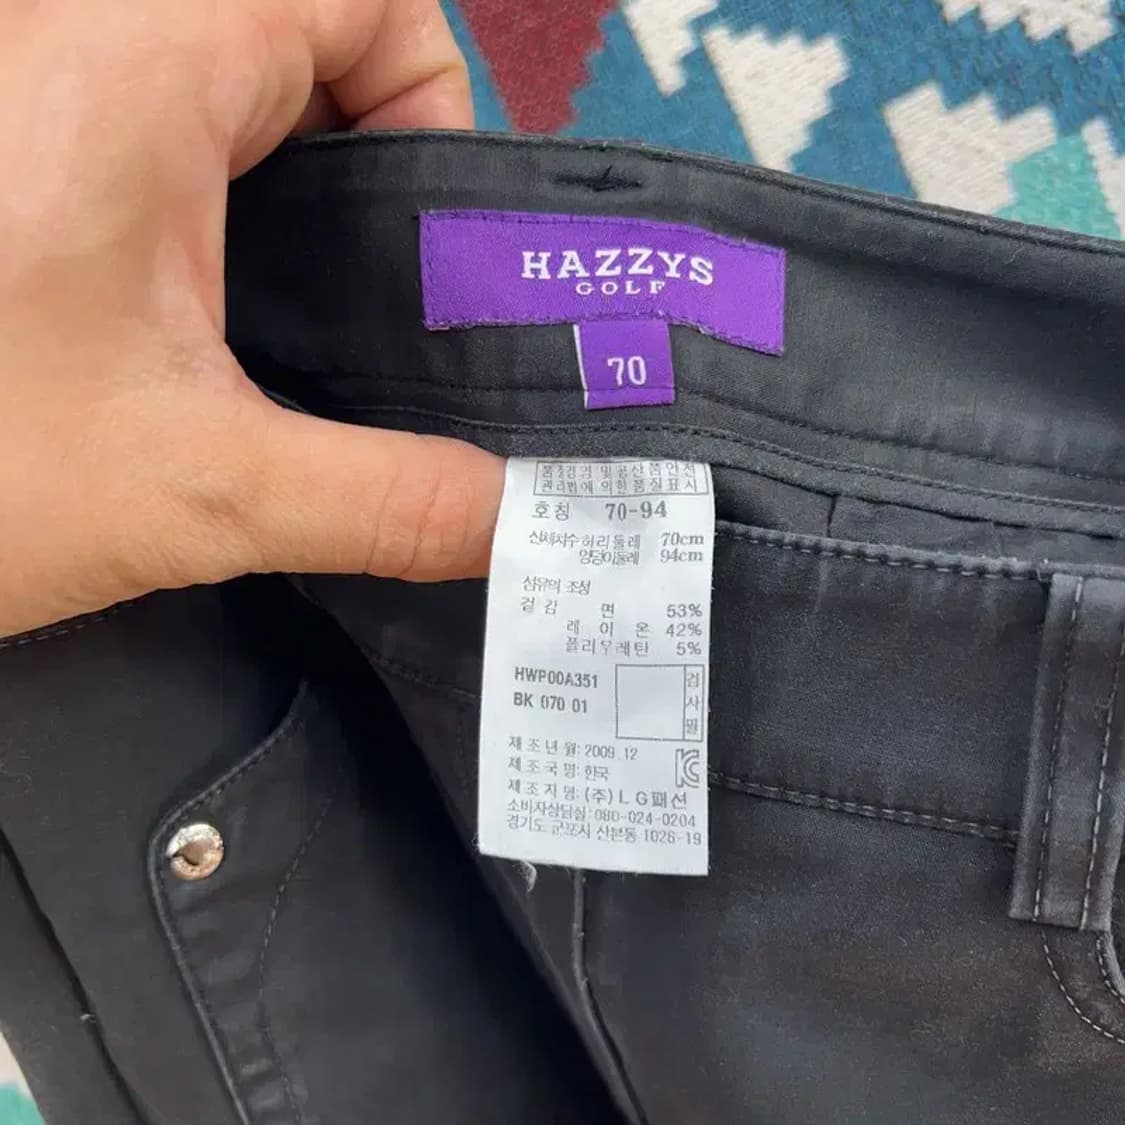 HAZZYS
GOLF
70
품질경영 및 공산품안전
관리법에 의한 품질표시
호칭 70-94
신체치수 허리둘레 70cm
엉덩이둘레 94cm
섬유의 조성
겉감 면 53%
레이온 42%
폴리우레탄 5%
HWP00A351
BK 070 01
검사필
제조년월: 2009.12
제조국명: 한국
제조지명: (주)LG패션
소비자상담실: 080-024-0204
경기도 군포시 산본동 1026-19